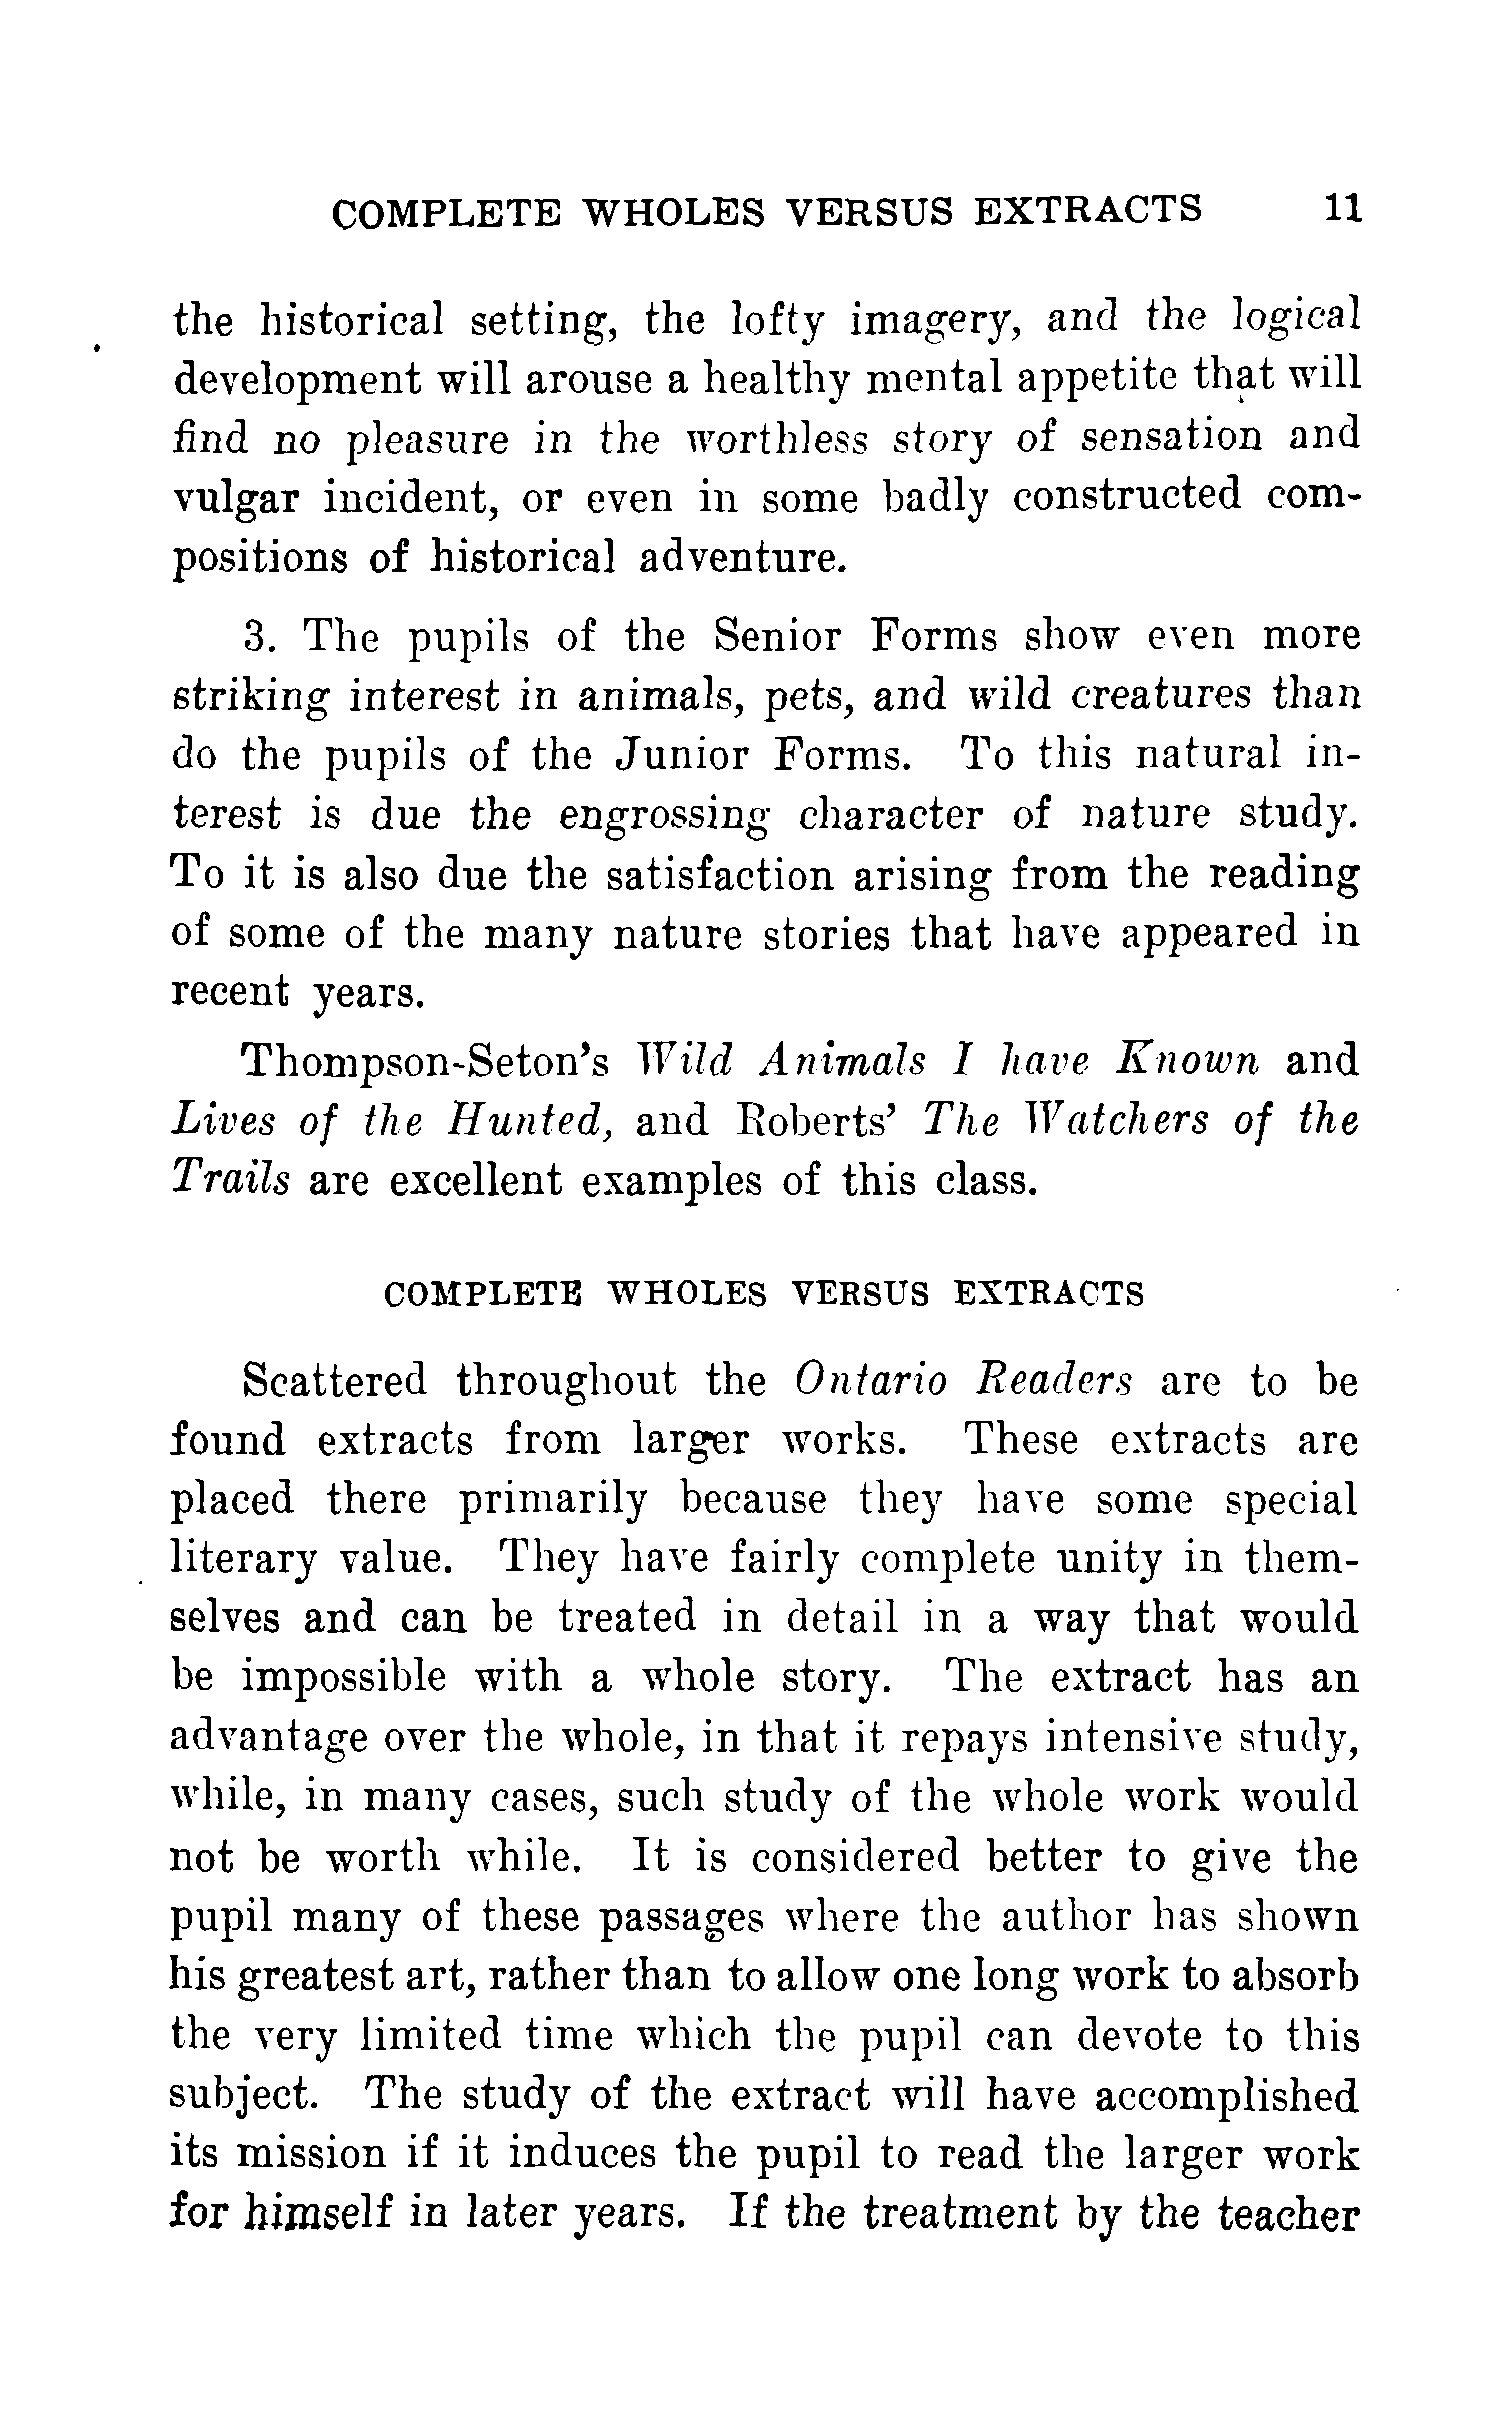 COMPLETE WHOLES VERSUS EXTRACTS 11
the historical setting, the lofty imagery, and the logical
development will arouse a healthy mental appetite that will
find no pleasure in the worthless story of sensation and
vulgar incident, or even in some badly constructed com-
positions of historical adventure.
3. The pupils of the Senior Forms show even more
striking interest in animals, pets, and wild creatures than
do the pupils of the Junior Forms. To this natural in-
terest is due the engrossing character of nature study.
To it is also due the satisfaction arising from the reading
of some of the many nature stories that have appeared in
recent years.
Thompson-Seton's Wild Animals I have Known and
Lives of the Hunted, and Roberts' The Watchers of the
Trails are excellent examples of this class.
COMPLETE WHOLES VERSUS EXTRACTS
Scattered throughout the Ontario Readers are to be
found extracts from larger works. These extracts are
placed there primarily because they have some special
literary value. They have fairly complete unity in them-
selves and can be treated in detail in a way that would
be impossible with a whole story. The extract has an
advantage over the whole, in that it repays intensive study,
while, in many cases, such study of the whole work would
not be worth while. It is considered better to give the
pupil many of these passages where the author has shown
his greatest art, rather than to allow one long work to absorb
the very limited time which the pupil can devote to this
subject. The study of the extract will have accomplished
its mission if it induces the pupil to read the larger work
for himself in later years. If the treatment by the teacher